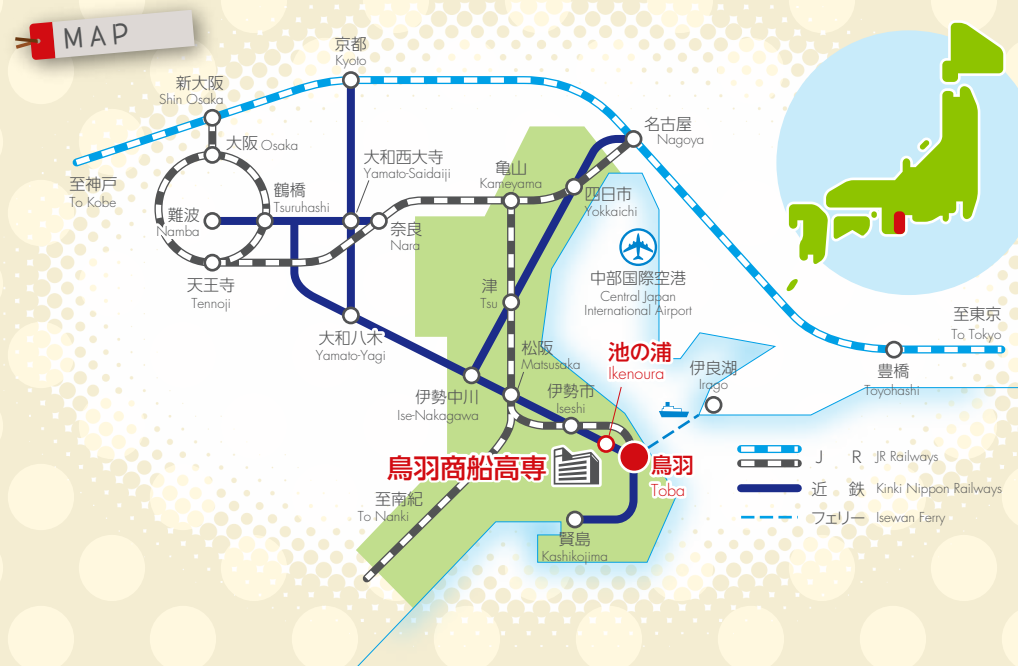 MAP
京都
Kyoto
新大阪
Shin Osaka
大阪 Osaka
名古屋
Nagoya
至神戸
To Kobe
鶴橋
Tsuruhashi
大和西大寺
Yamato-Saidaiji
亀山
Kameyama
四日市
Yokkaichi
難波
Namba
奈良
Nara
天王寺
Tennoji
津
Tsu
中部国際空港
Central Japan
International Airport
至東京
To Tokyo
大和八木
Yamato-Yagi
松阪
Matsusaka
池の浦
Ikenoura
伊良湖
Irago
豊橋
Toyohashi
伊勢中川
Ise-Nakagawa
伊勢市
Iseshi
鳥羽商船高専
鳥羽
Toba
至南紀
To Nanki
賢島
Kashikojima
J R JR Railways
近 鉄 Kinki Nippon Railways
フェリー Isewan Ferry